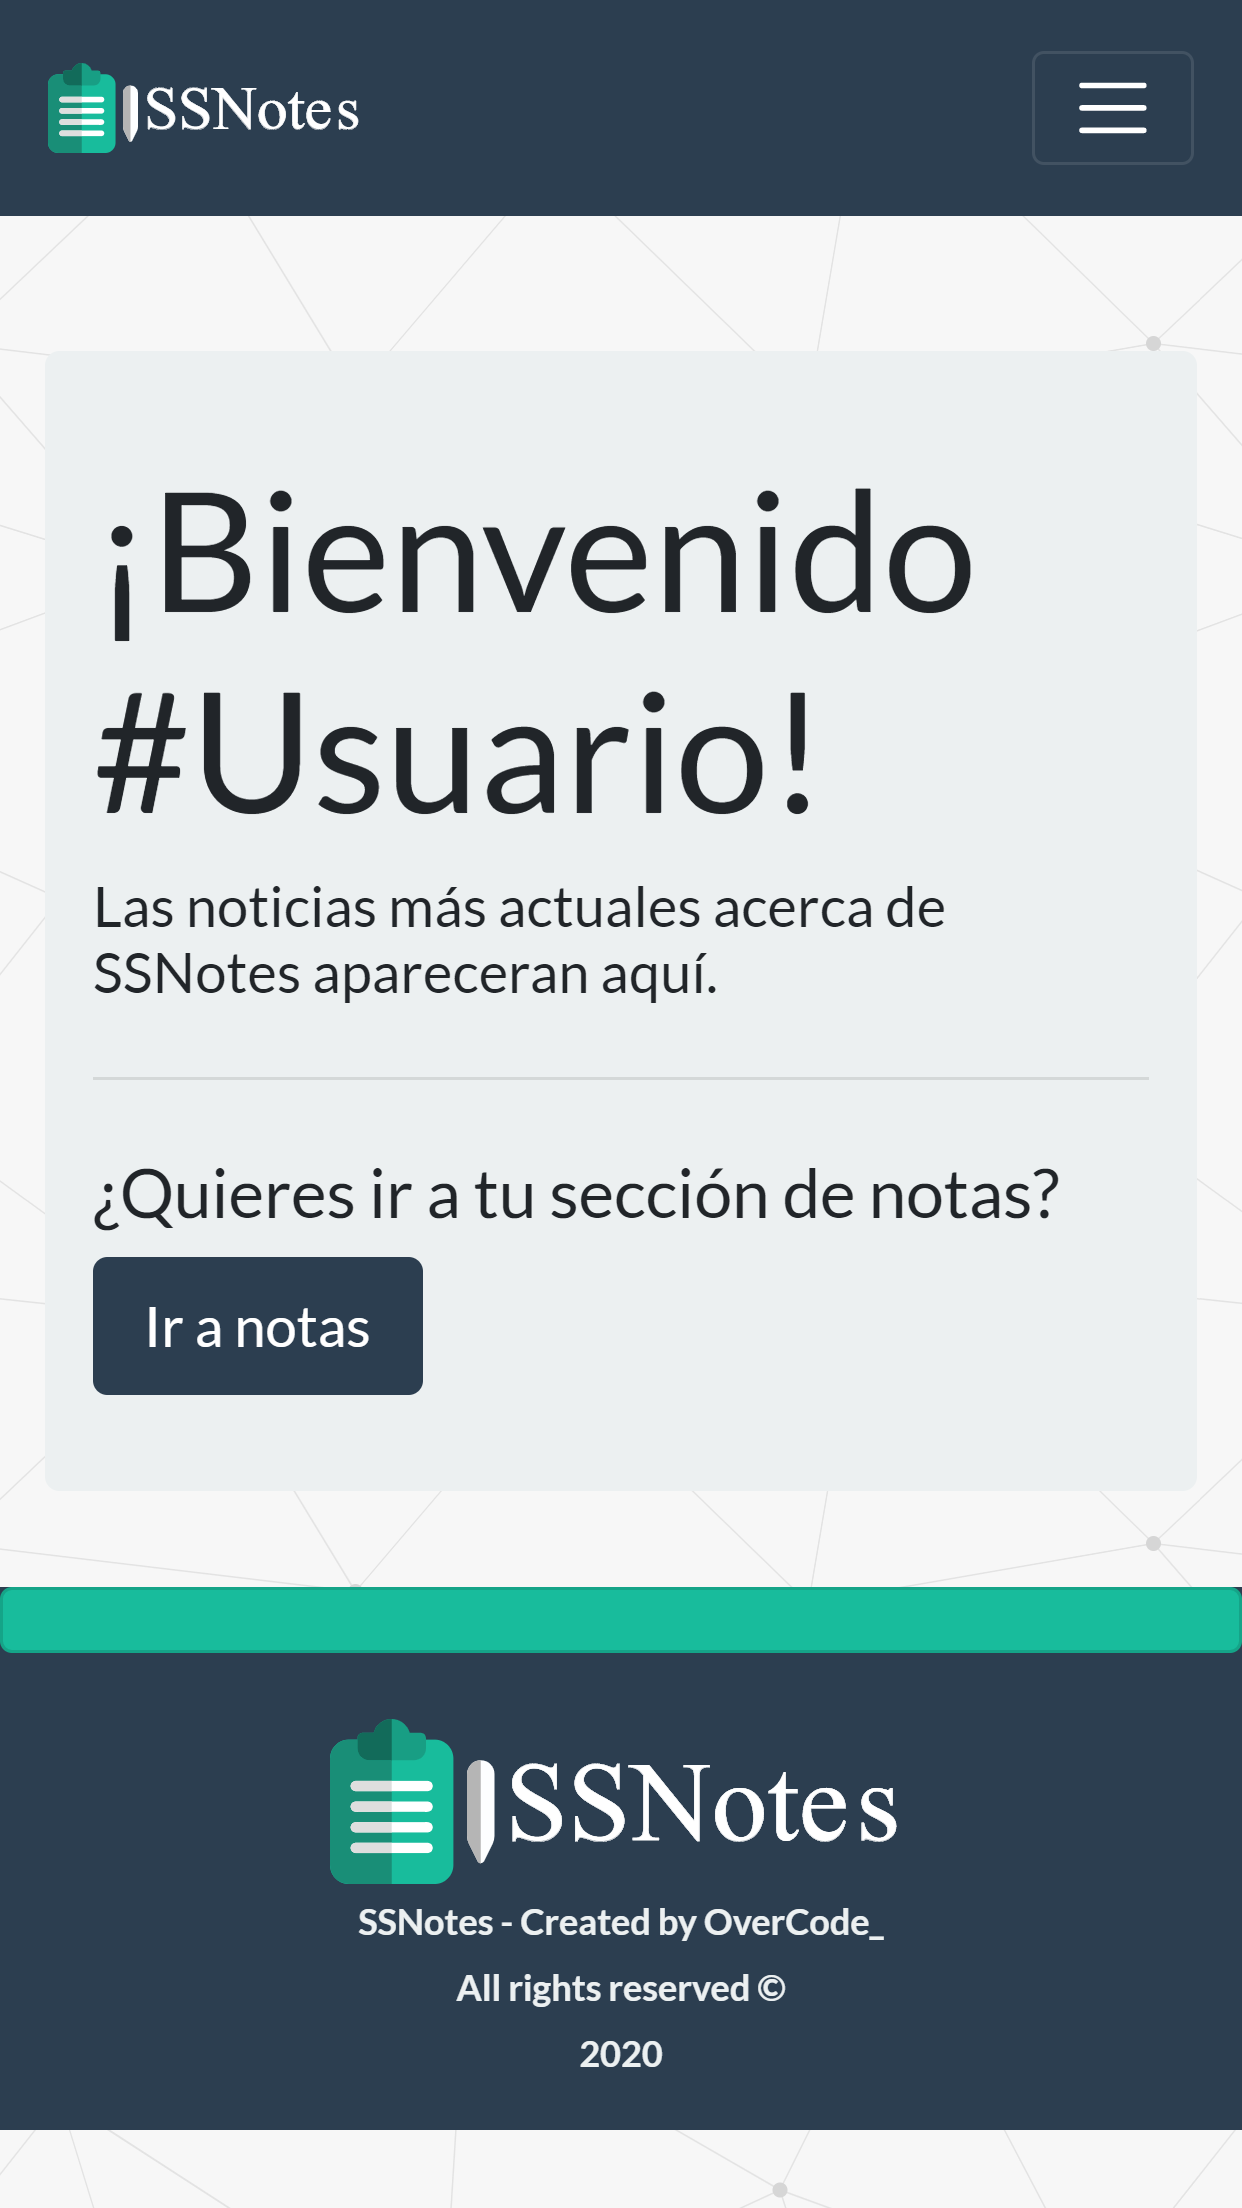 SSNotes
¡Bienvenido
#Usuario!
Las noticias más actuales acerca de
SSNotes apareceran aquí.
¿Quieres ir a tu sección de notas?
Ir a notas
SSNotes
SSNotes - Created by OverCode_
All rights reserved ©
2020